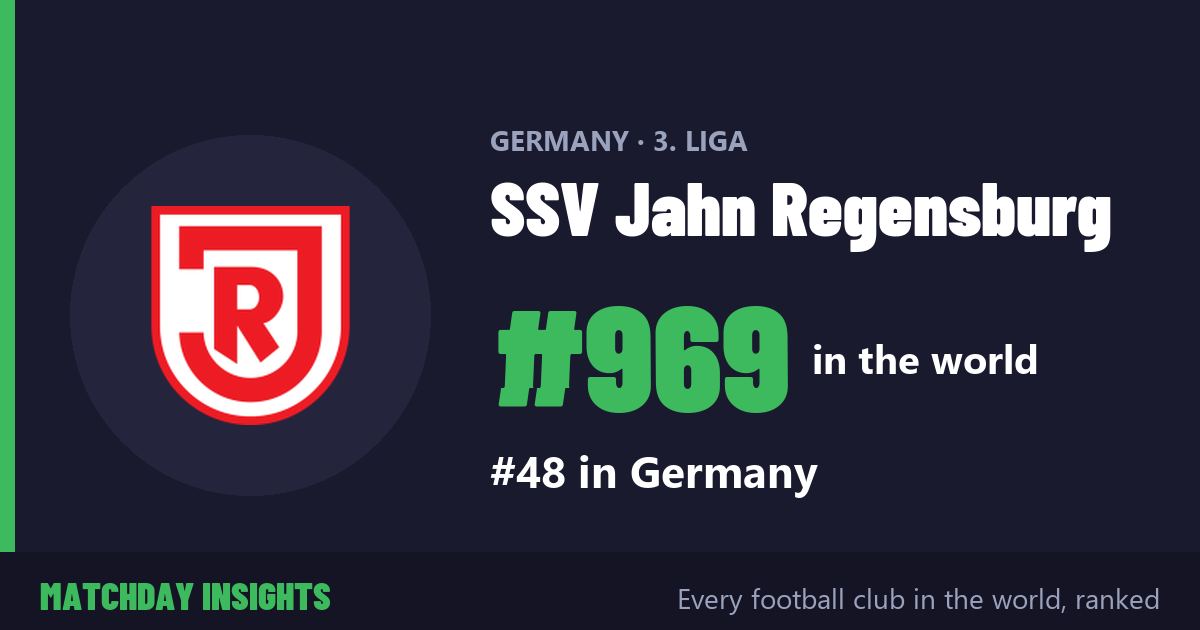 GERMANY · 3. LIGA
SSV Jahn Regensburg
R
#969 in the world
#48 in Germany
MATCHDAY INSIGHTS
Every football club in the world, ranked